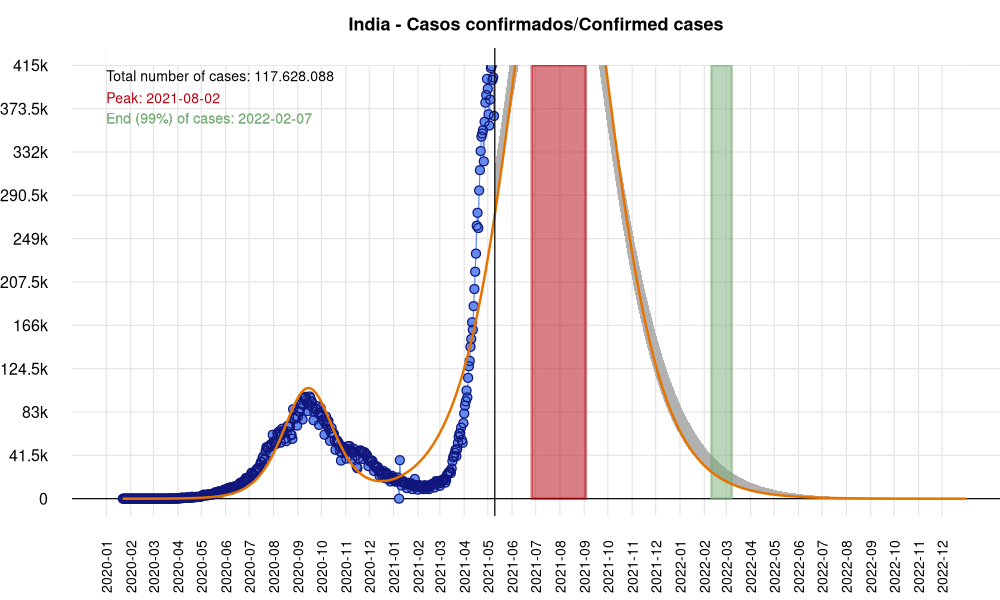 India - Casos confirmados/Confirmed cases
Total number of cases: 117.628.088
Peak: 2021-08-02
End (99%) of cases: 2022-02-07
415k
373.5k
332k
290.5k
249k
207.5k
166k
124.5k
83k
41.5k
0
2020-01
2020-02
2020-03
2020-04
2020-05
2020-06
2020-07
2020-08
2020-09
2020-10
2020-11
2020-12
2021-01
2021-02
2021-03
2021-04
2021-05
2021-06
2021-07
2021-08
2021-09
2021-10
2021-11
2021-12
2022-01
2022-02
2022-03
2022-04
2022-05
2022-06
2022-07
2022-08
2022-09
2022-10
2022-11
2022-12